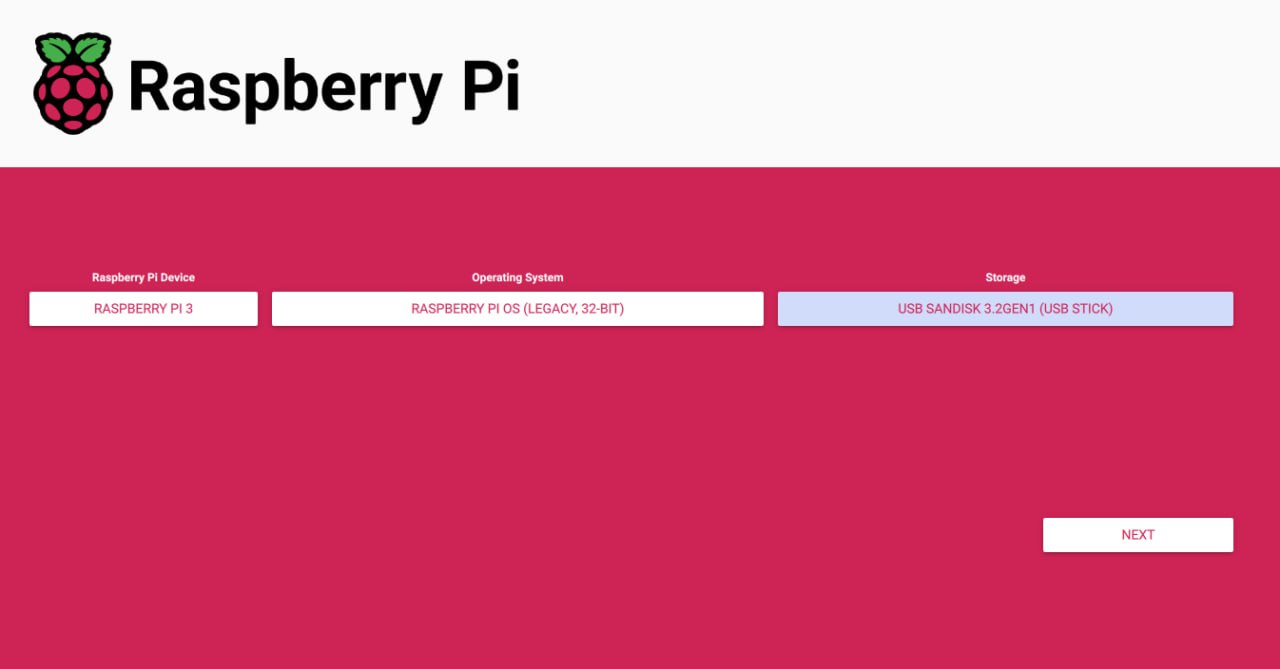 Raspberry Pi
Raspberry Pi Device
Operating System
Storage
RASPBERRY PI 3
RASPBERRY PI OS (LEGACY, 32-BIT)
USB SANDISK 3.2GEN1 (USB STICK)
NEXT